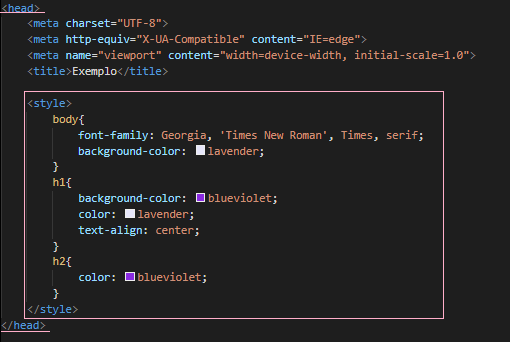 <head>
<meta charset="UTF-8">
<meta http-equiv="X-UA-Compatible" content="IE=edge">
<meta name="viewport" content="width=device-width, initial-scale=1.0">
<title>Exemplo</title>
<style>
body{
font-family: Georgia, 'Times New Roman', Times, serif;
background-color: lavender;
}
h1{
background-color: blueviolet;
color: lavender;
text-align: center;
}
h2{
color: blueviolet;
}
</style>
</head>